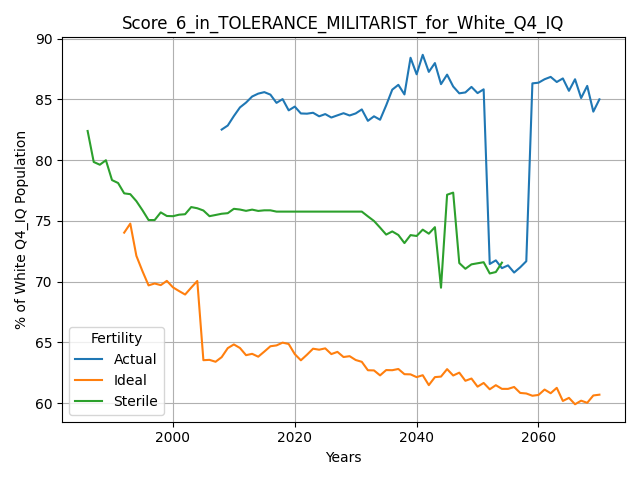 Score_6_in_TOLERANCE_MILITARIST_for_White_Q4_IQ
90
85
80
75
70
65
60
% of White Q4_IQ Population
Fertility
Actual
Ideal
Sterile
2000
2020
2040
2060
Years